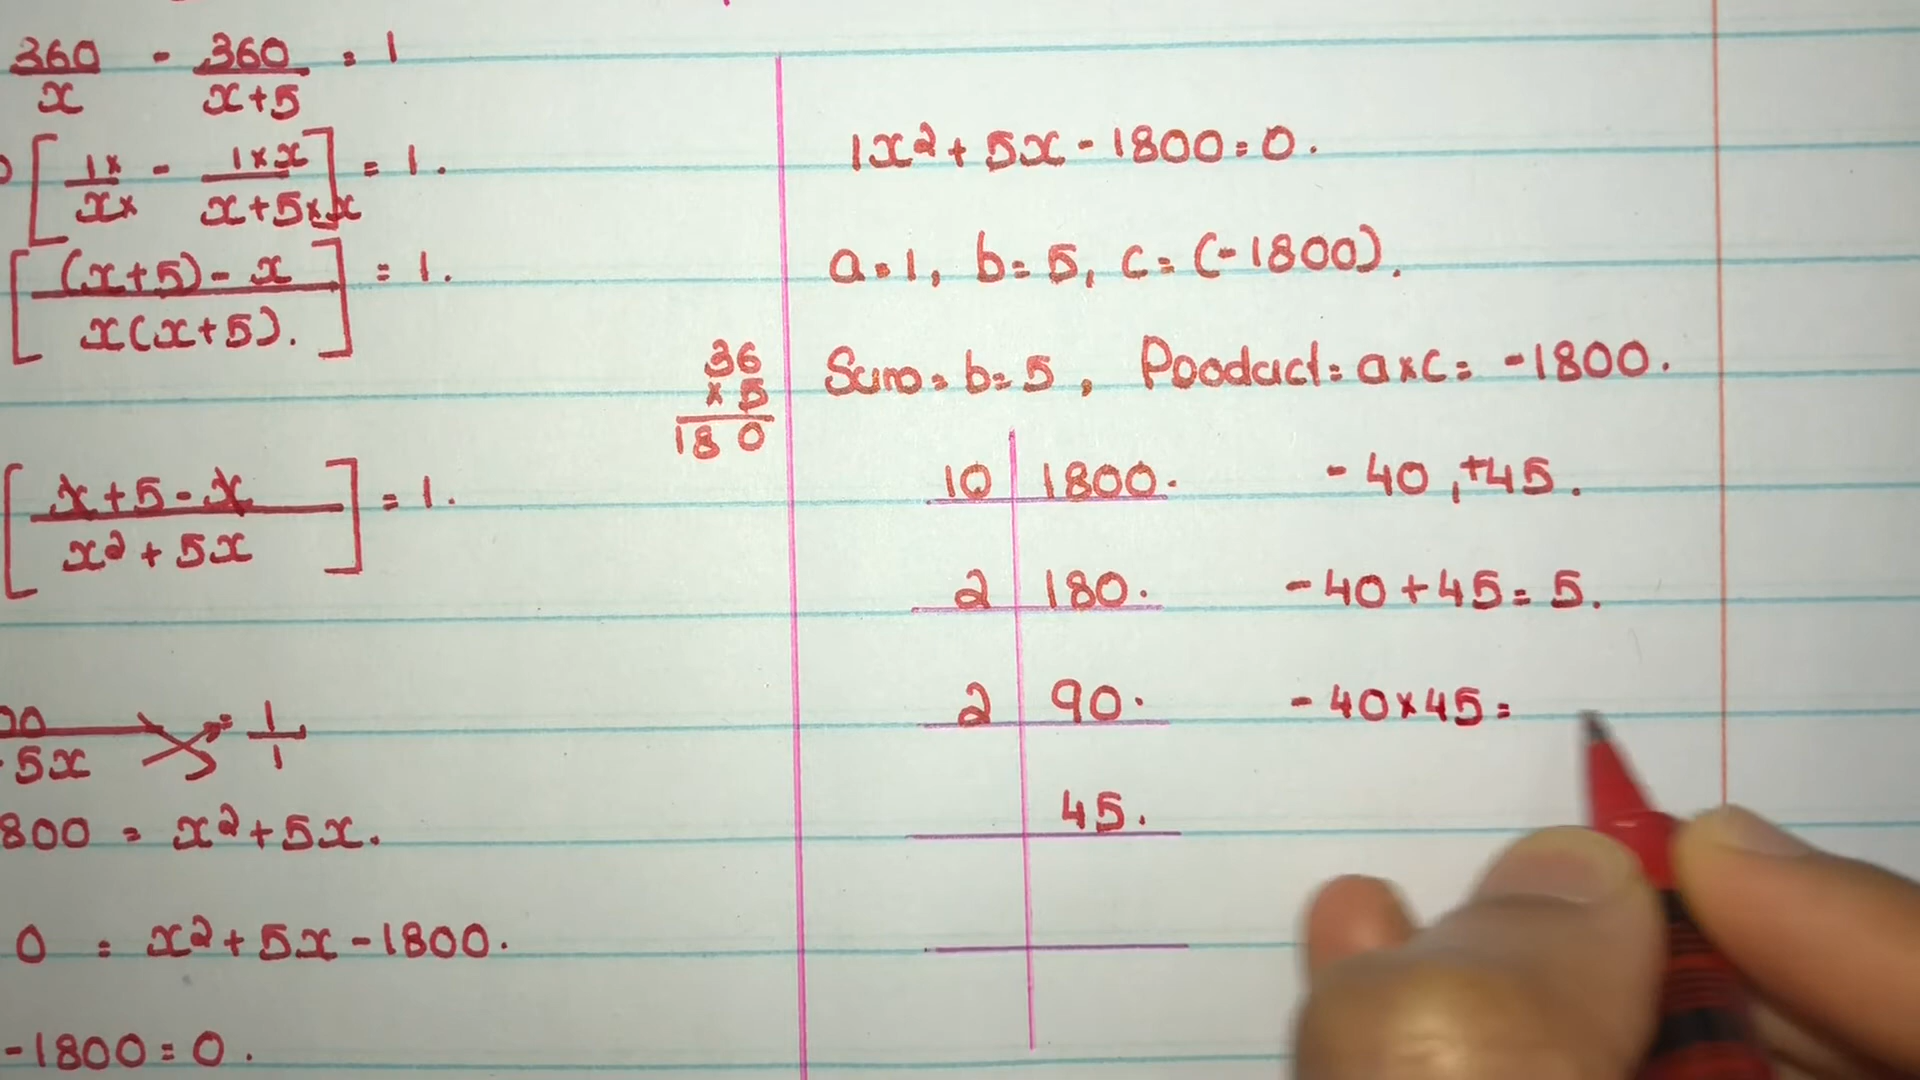 360/x - 360/x+5 = 1
[1×/x× - 1×x/x+5×x] = 1.
[(x+5)-x/x(x+5).] = 1.
[x+5-x/x²+5x] = 1.
5x = 1/1
800 = x²+5x.
0 = x²+5x-1800.
-1800=0.
36
×5
180
1x²+5x-1800=0.
a=1, b=5, c=(-1800).
Sum=b=5, Product=a×c= -1800.
10 | 1800. -40,+45.
2 | 180. -40+45=5.
2 | 90. -40×45=
45.